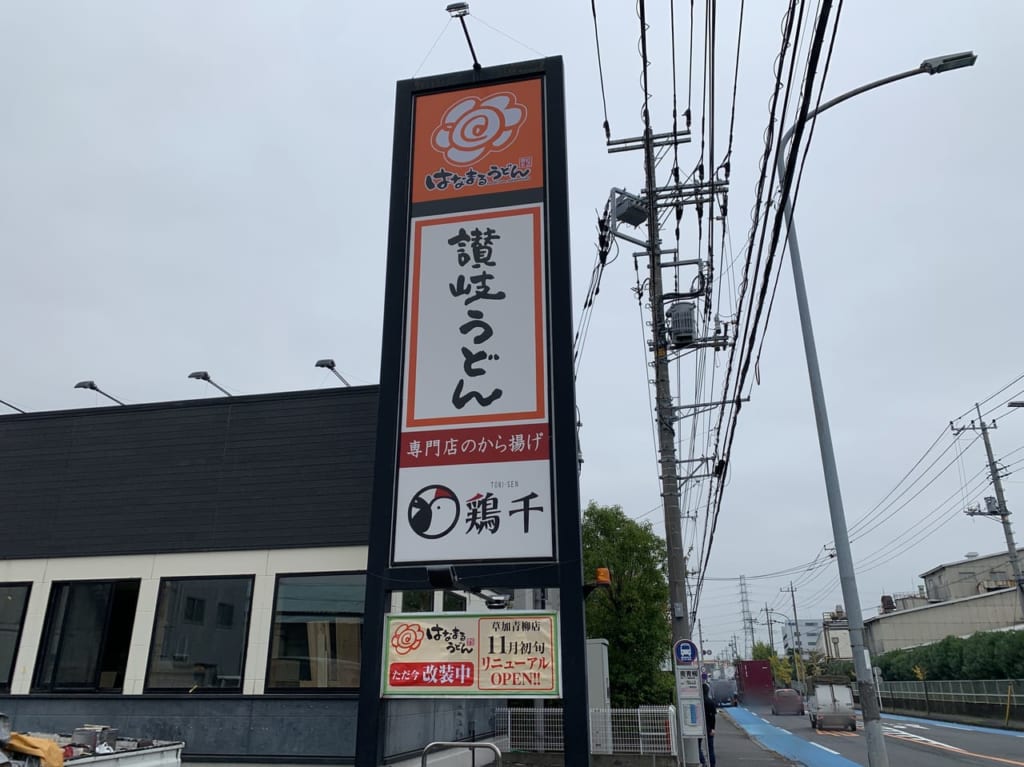 はなまるうどん
讃岐うどん
専門店のから揚げ
TORI-SEN
鶏千
はなまる
うどん
ただ今 改装中
草加青柳店
11月初旬
リニューアル
OPEN!!